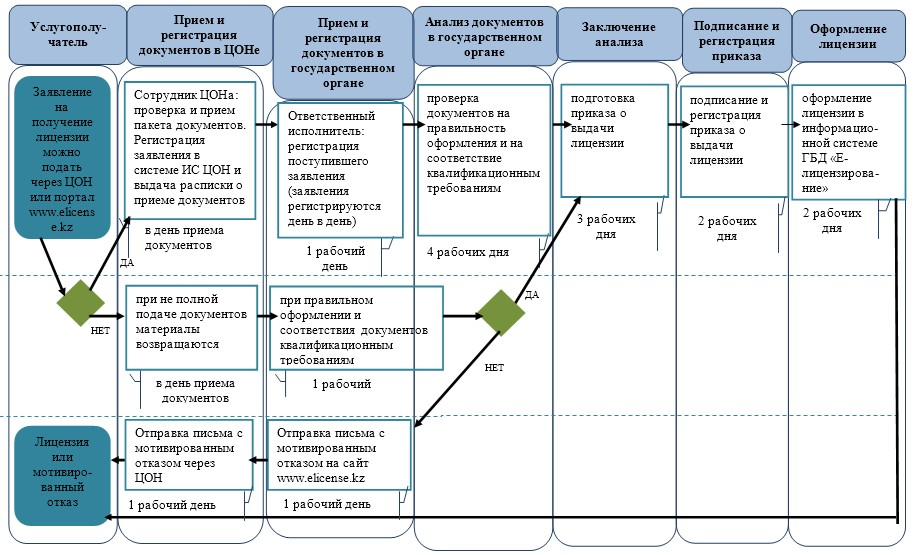 Услугополу-
чатель
Прием и
регистрация
документов в ЦОНе
Прием и
регистрация
документов в
государственном
органе
Анализ документов
в государственном
органе
Заключение
анализа
Подписание и
регистрация
приказа
Оформление
лицензии
Заявление
на
получение
лицензии
можно
подать
через ЦОН
или портал
www.elicens
e.kz
Сотрудник ЦОНа:
проверка и прием
пакета документов.
Регистрация
заявления в
системе ИС ЦОН и
выдача расписки о
приеме документов
в день приема
документов
Ответственный
исполнитель:
регистрация
поступившего
заявления
(заявления
регистрируются
день в день)
1 рабочий
день
проверка
документов на
правильность
оформления и на
соответствие
квалификационным
требованиям
4 рабочих дня
подготовка
приказа о
выдачи
лицензии
3 рабочих
дня
подписание и
регистрация
приказа о
выдачи
лицензии
2 рабочих
дня
оформление
лицензии в
информацио-
нной системе
ГБД «Е-
лицензирова-
ние»
2 рабочих
дня
ДА
НЕТ
при не полной
подаче документов
материалы
возвращаются
в день приема
документов
при правильном
оформлении и
соответствия документов
квалификационным
требованиям
1 рабочий
ДА
НЕТ
Лицензия
или
мотивиро-
ванный
отказ
Отправка письма с
мотивированным
отказом через
ЦОН
1 рабочий день
Отправка письма с
мотивированным
отказом на сайт
www.elicense.kz
1 рабочий день